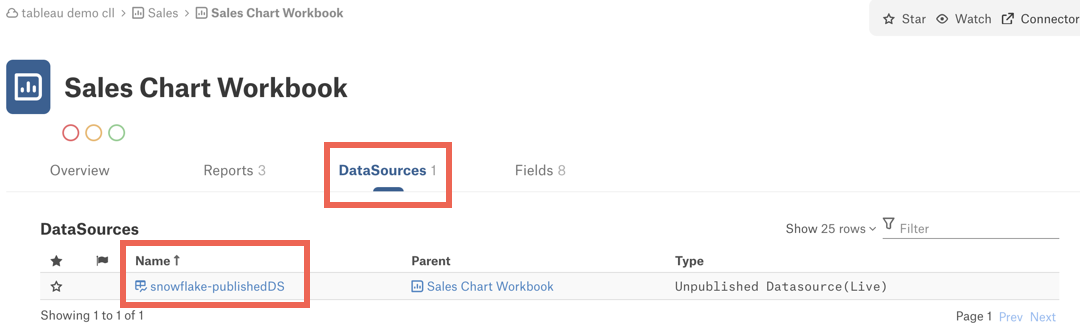 tableau demo cll > Sales > Sales Chart Workbook
Star Watch Connector
Sales Chart Workbook
Overview Reports 3 DataSources 1 Fields 8
DataSources
Show 25 rows Filter
Name ↑ Parent Type
snowflake-publishedDS Sales Chart Workbook Unpublished Datasource(Live)
Showing 1 to 1 of 1 Page 1 Prev Next